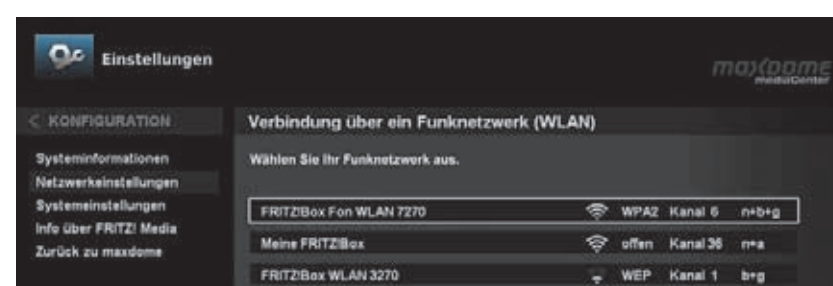 Einstellungen
maxdome
mediaCenter
< KONFIGURATION
Systeminformationen
Netzwerkeinstellungen
Systemeinstellungen
Info über FRITZ! Media
Zurück zu maxdome
Verbindung über ein Funknetzwerk (WLAN)
Wählen Sie Ihr Funknetzwerk aus.
FRITZ!Box Fon WLAN 7270 WPA2 Kanal 6 n+b+g
Meine FRITZ!Box offen Kanal 36 n+a
FRITZ!Box WLAN 3270 WEP Kanal 1 b+g